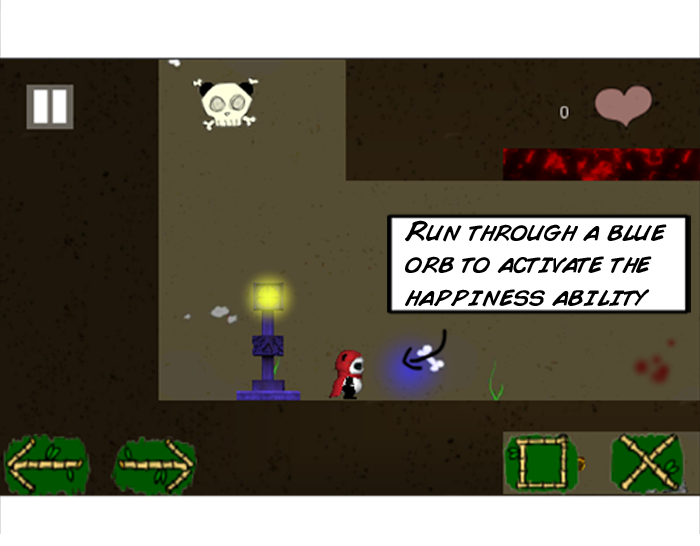 0
RUN THROUGH A BLUE
ORB TO ACTIVATE THE
HAPPINESS ABILITY